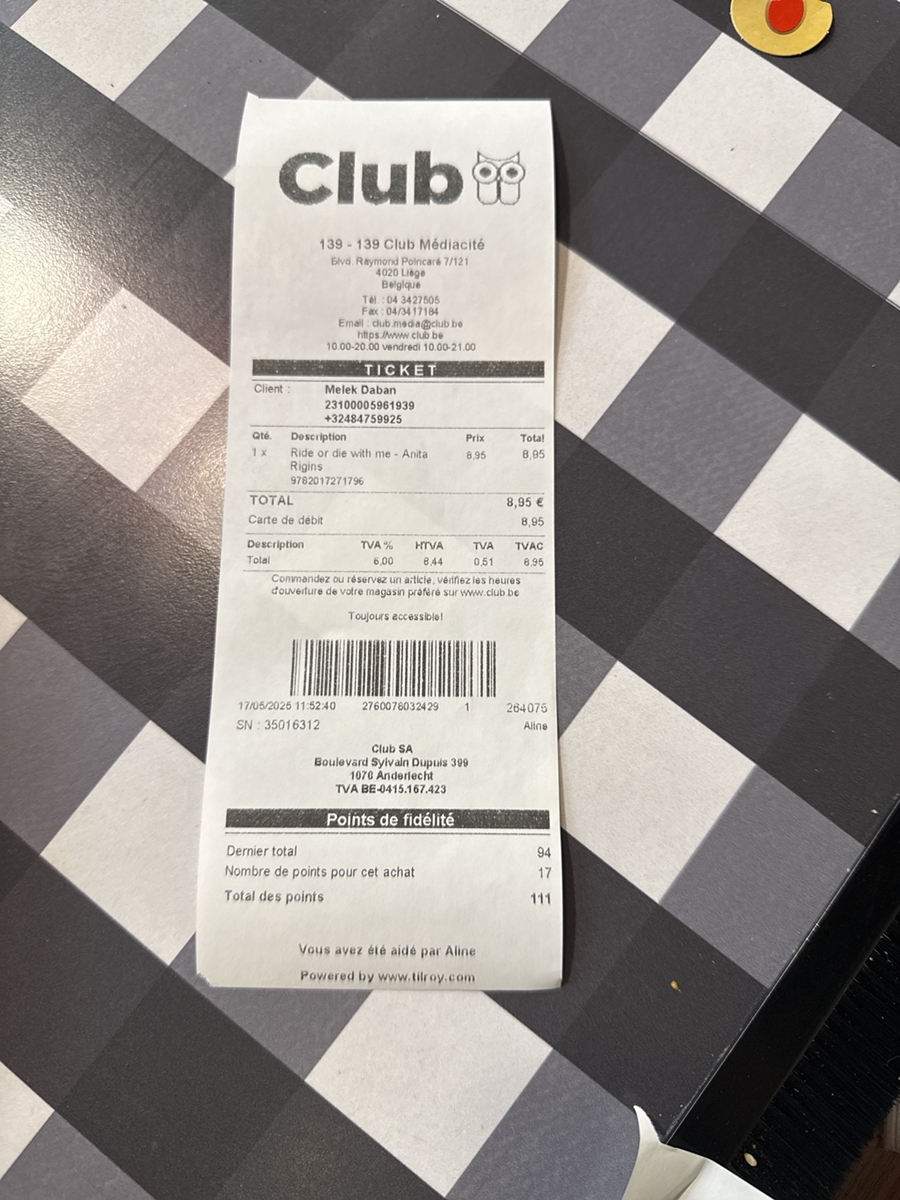 Club
139 - 139 Club Médiacité
Blvd. Raymond Poincaré 7/121
4020 Liège
Belgique
Tél. : 04 3427505
Fax : 04/3417184
Email : club.media@club.be
https://www.club.be
10.00-20.00 vendredi 10.00-21.00
TICKET
Client : Melek Daban
23100005961939
+32484759925
Qté. Description Prix Total
1 x Ride or die with me - Anita 8,95 8,95
Rigins
9782017271796
TOTAL 8,95 €
Carte de débit 8,95
Description TVA % HTVA TVA TVAC
Total 6,00 8,44 0,51 8,95
Commandez ou réservez un article, vérifiez les heures
d'ouverture de votre magasin préféré sur www.club.be
Toujours accessible!
17/05/2025 11:52:40 2760076032429 1 264075
SN : 35016312 Aline
Club SA
Boulevard Sylvain Dupuis 399
1070 Anderlecht
TVA BE-0415.167.423
Points de fidélité
Dernier total 94
Nombre de points pour cet achat 17
Total des points 111
Vous avez été aidé par Aline
Powered by www.tilroy.com